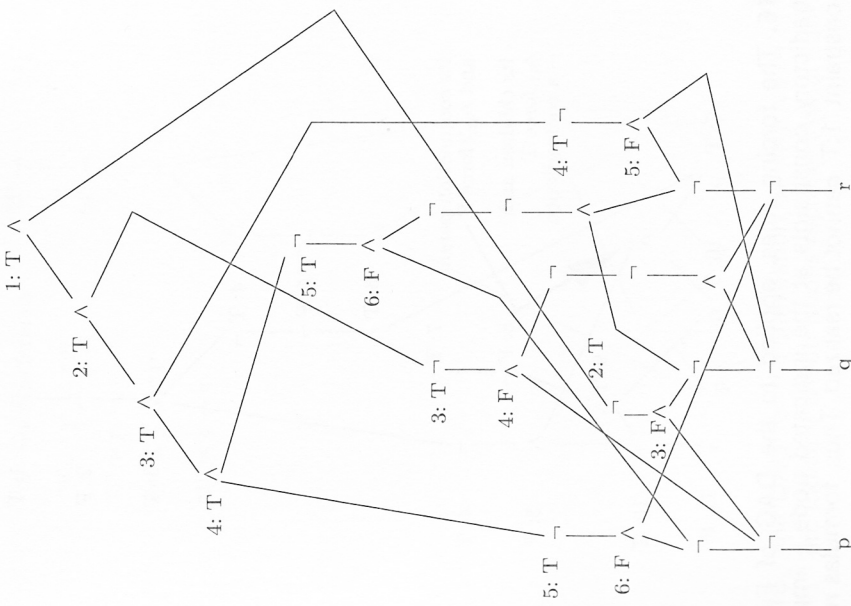 1: T ∧
2: T ∧
3: T ∧
4: T ∧
5: T ¬
6: F ∧
¬
¬
∧
4: T ¬
5: F ∧
3: T ¬
4: F ∧
¬
¬
∧
2: T ¬
3: F ∧
5: T ¬
6: F ∧
¬ ¬ p
¬ ¬ q
¬ ¬ r